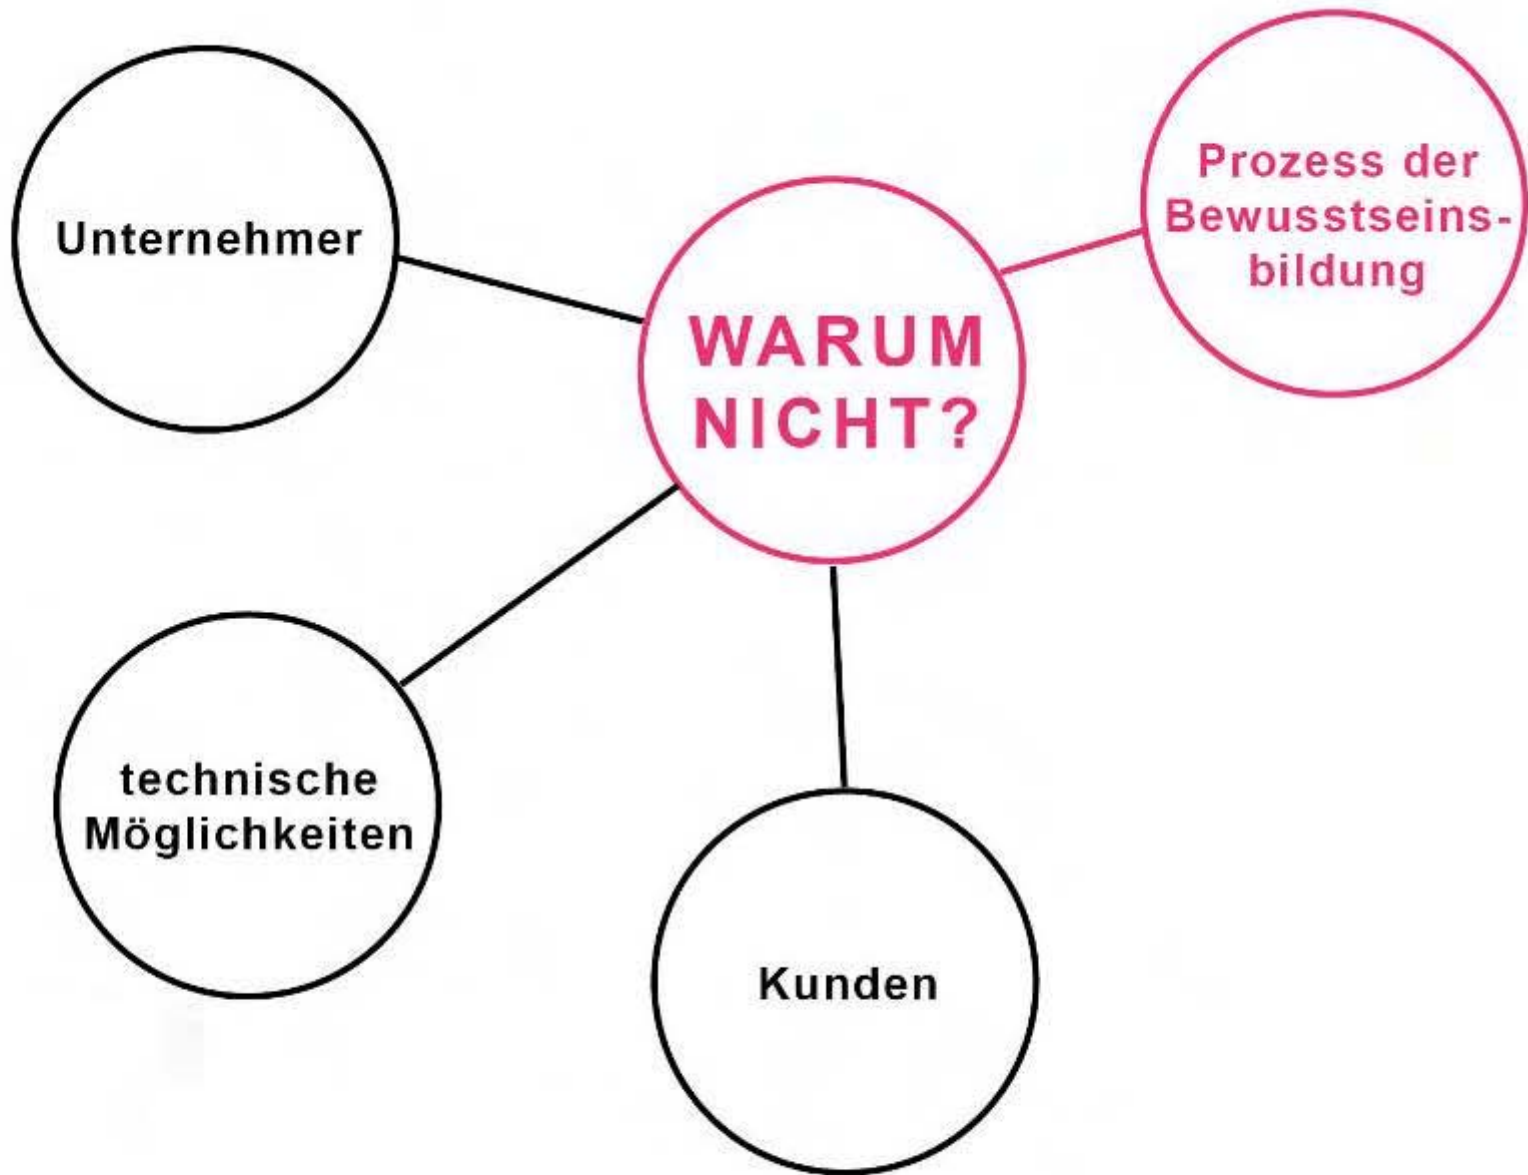 Unternehmer
WARUM
NICHT?
Prozess der
Bewusstseins-
bildung
technische
Möglichkeiten
Kunden